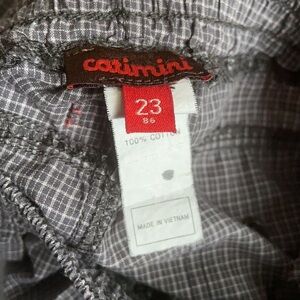 catimini
23
86
100% COTTON
MADE IN VIETNAM